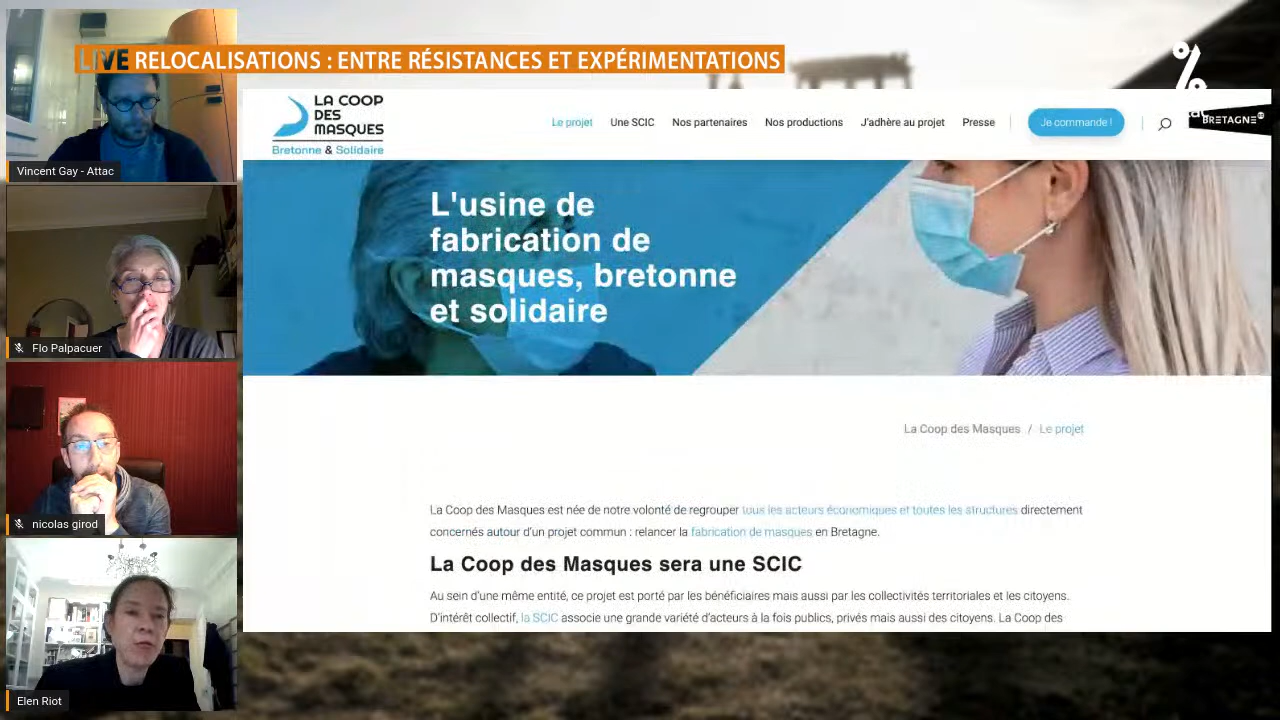 LIVE RELOCALISATIONS : ENTRE RÉSISTANCES ET EXPÉRIMENTATIONS
Vincent Gay - Attac
Flo Palpacuer
nicolas girod
Elen Riot
LA COOP
DES
MASQUES
Bretonne & Solidaire
Le projet Une SCIC Nos partenaires Nos productions J'adhère au projet Presse Je commande !
BRETAGNE
L'usine de
fabrication de
masques, bretonne
et solidaire
La Coop des Masques / Le projet
La Coop des Masques est née de notre volonté de regrouper tous les acteurs économiques et toutes les structures directement
concernés autour d'un projet commun : relancer la fabrication de masques en Bretagne.
La Coop des Masques sera une SCIC
Au sein d'une même entité, ce projet est porté par les bénéficiaires mais aussi par les collectivités territoriales et les citoyens.
D'intérêt collectif, la SCIC associe une grande variété d'acteurs à la fois publics, privés mais aussi des citoyens. La Coop des